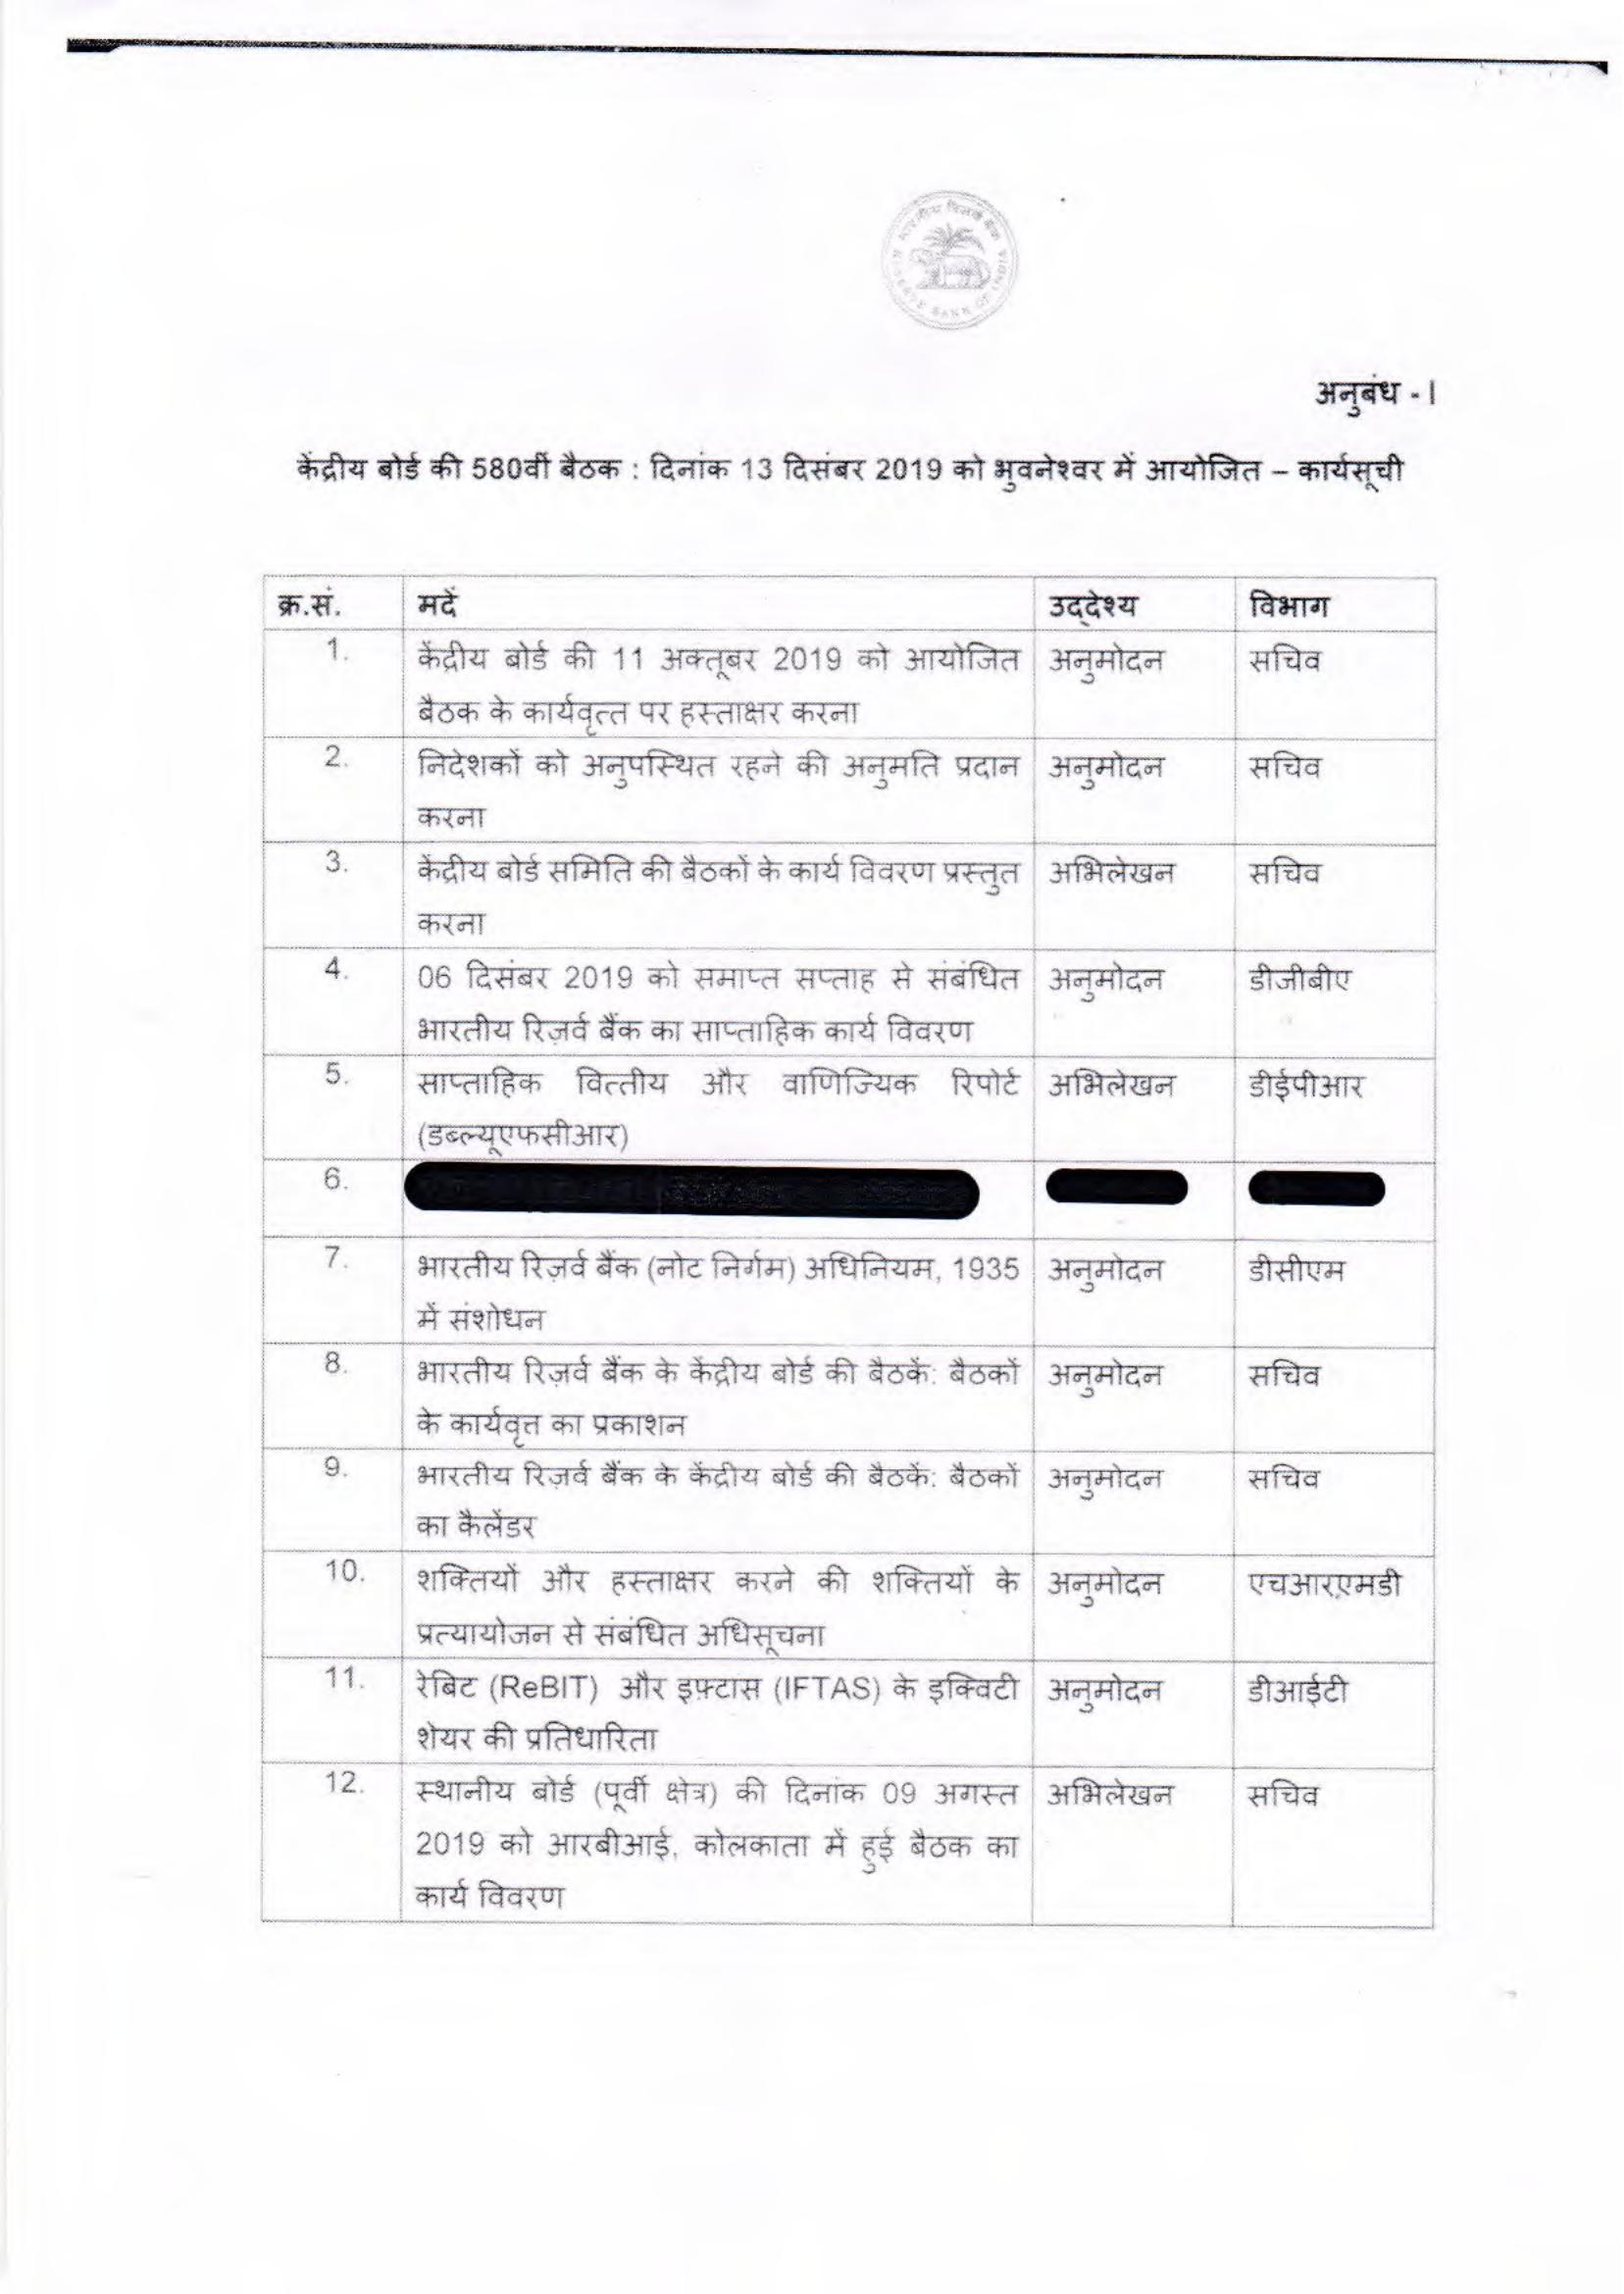 भारतीय रिज़र्व बैंक
RESERVE BANK OF INDIA
अनुबंध - I
केंद्रीय बोर्ड की 580वीं बैठक : दिनांक 13 दिसंबर 2019 को भुवनेश्वर में आयोजित – कार्यसूची
क्र.सं. मदें उद्देश्य विभाग
1. केंद्रीय बोर्ड की 11 अक्तूबर 2019 को आयोजित अनुमोदन सचिव
बैठक के कार्यवृत्त पर हस्ताक्षर करना
2. निदेशकों को अनुपस्थित रहने की अनुमति प्रदान अनुमोदन सचिव
करना
3. केंद्रीय बोर्ड समिति की बैठकों के कार्य विवरण प्रस्तुत अभिलेखन सचिव
करना
4. 06 दिसंबर 2019 को समाप्त सप्ताह से संबंधित अनुमोदन डीजीबीए
भारतीय रिज़र्व बैंक का साप्ताहिक कार्य विवरण
5. साप्ताहिक वित्तीय और वाणिज्यिक रिपोर्ट अभिलेखन डीईपीआर
(डब्ल्यूएफसीआर)
6.
7. भारतीय रिज़र्व बैंक (नोट निर्गम) अधिनियम, 1935 अनुमोदन डीसीएम
में संशोधन
8. भारतीय रिज़र्व बैंक के केंद्रीय बोर्ड की बैठकें: बैठकों अनुमोदन सचिव
के कार्यवृत्त का प्रकाशन
9. भारतीय रिज़र्व बैंक के केंद्रीय बोर्ड की बैठकें: बैठकों अनुमोदन सचिव
का कैलेंडर
10. शक्तियों और हस्ताक्षर करने की शक्तियों के अनुमोदन एचआरएमडी
प्रत्यायोजन से संबंधित अधिसूचना
11. रेबिट (ReBIT) और इफ़्टास (IFTAS) के इक्विटी अनुमोदन डीआईटी
शेयर की प्रतिधारिता
12. स्थानीय बोर्ड (पूर्वी क्षेत्र) की दिनांक 09 अगस्त अभिलेखन सचिव
2019 को आरबीआई, कोलकाता में हुई बैठक का
कार्य विवरण